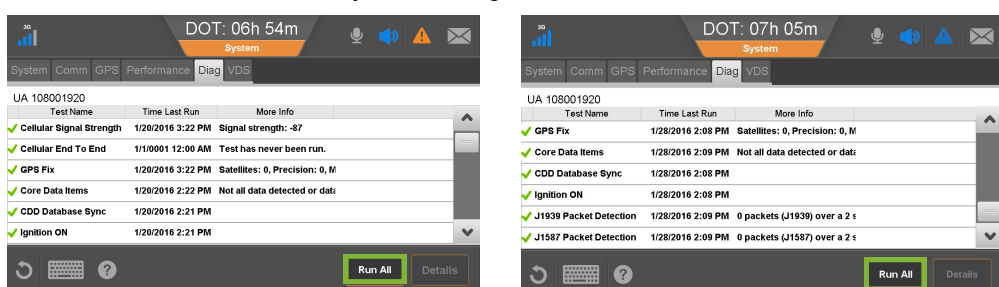 3G
DOT: 06h 54m
System
System Comm GPS Performance Diag VDS
UA 108001920
Test Name Time Last Run More Info
Cellular Signal Strength 1/20/2016 3:22 PM Signal strength: -87
Cellular End To End 1/1/0001 12:00 AM Test has never been run.
GPS Fix 1/20/2016 3:22 PM Satellites: 0, Precision: 0, M
Core Data Items 1/20/2016 2:22 PM Not all data detected or data
CDD Database Sync 1/20/2016 2:21 PM
Ignition ON 1/20/2016 2:21 PM
? Run All Details
3G
DOT: 07h 05m
System
System Comm GPS Performance Diag VDS
UA 108001920
Test Name Time Last Run More Info
GPS Fix 1/28/2016 2:08 PM Satellites: 0, Precision: 0, M
Core Data Items 1/28/2016 2:09 PM Not all data detected or data
CDD Database Sync 1/28/2016 2:08 PM
Ignition ON 1/28/2016 2:08 PM
J1939 Packet Detection 1/28/2016 2:09 PM 0 packets (J1939) over a 2 s
J1587 Packet Detection 1/28/2016 2:09 PM 0 packets (J1587) over a 2 s
? Run All Details